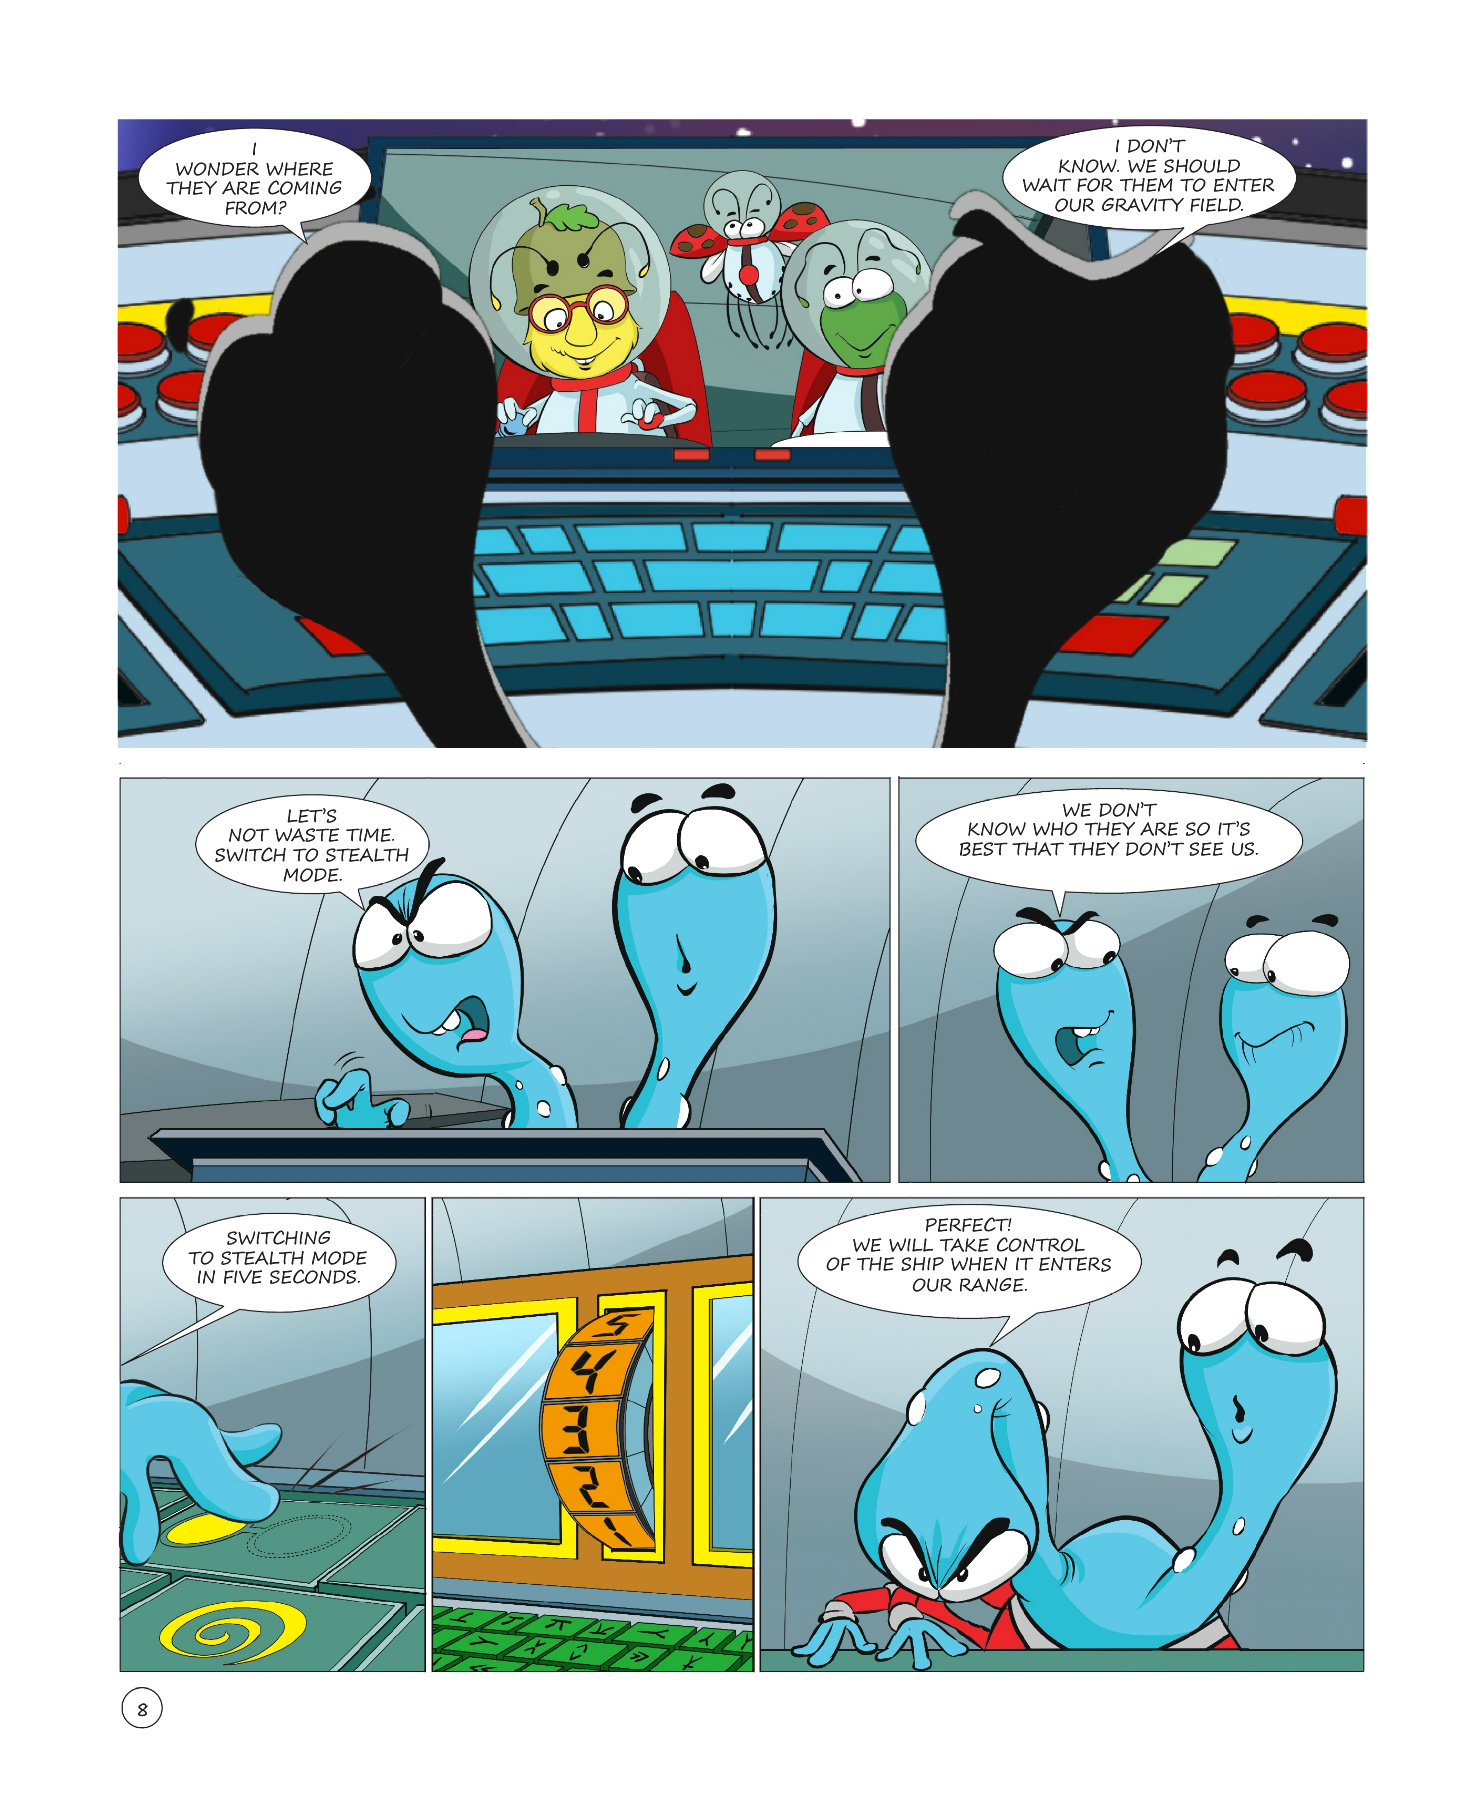 I
WONDER WHERE
THEY ARE COMING
FROM?
I DON'T
KNOW. WE SHOULD
WAIT FOR THEM TO ENTER
OUR GRAVITY FIELD.
LET'S
NOT WASTE TIME.
SWITCH TO STEALTH
MODE.
WE DON'T
KNOW WHO THEY ARE SO IT'S
BEST THAT THEY DON'T SEE US.
SWITCHING
TO STEALTH MODE
IN FIVE SECONDS.
5
4
3
2
1
PERFECT!
WE WILL TAKE CONTROL
OF THE SHIP WHEN IT ENTERS
OUR RANGE.
8